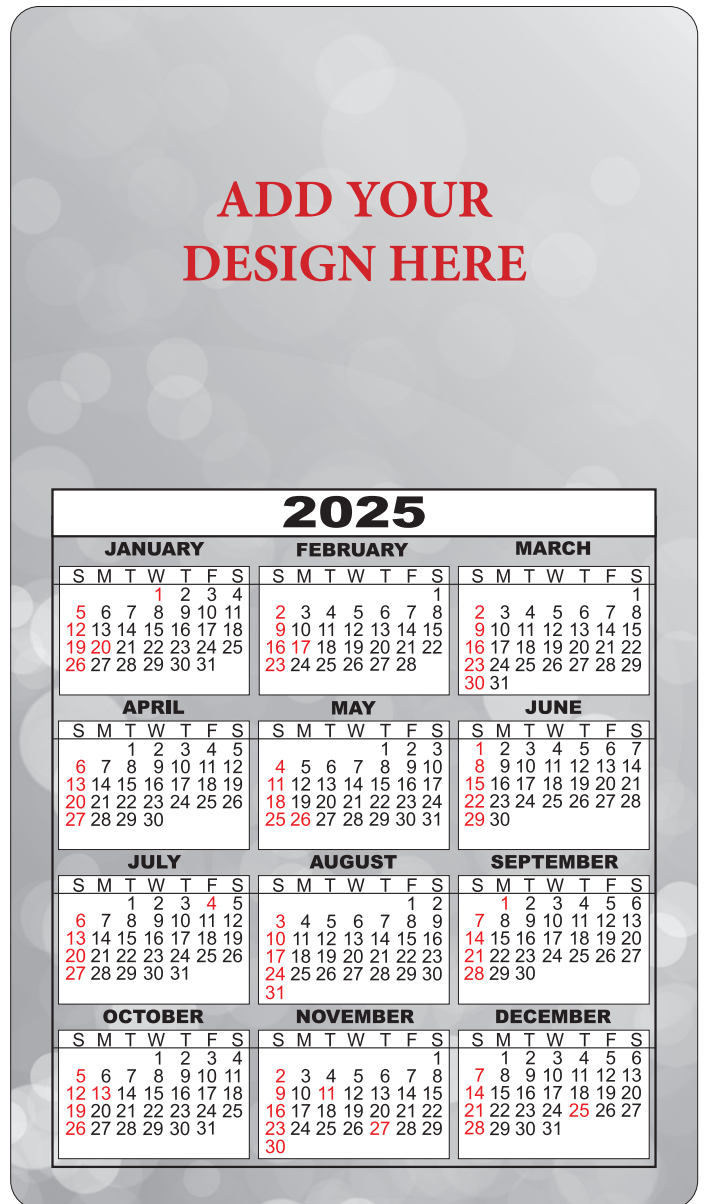 ADD YOUR
DESIGN HERE
2025
JANUARY
S M T W T F S
1 2 3 4
5 6 7 8 9 10 11
12 13 14 15 16 17 18
19 20 21 22 23 24 25
26 27 28 29 30 31
FEBRUARY
S M T W T F S
1
2 3 4 5 6 7 8
9 10 11 12 13 14 15
16 17 18 19 20 21 22
23 24 25 26 27 28
MARCH
S M T W T F S
1
2 3 4 5 6 7 8
9 10 11 12 13 14 15
16 17 18 19 20 21 22
23 24 25 26 27 28 29
30 31
APRIL
S M T W T F S
1 2 3 4 5
6 7 8 9 10 11 12
13 14 15 16 17 18 19
20 21 22 23 24 25 26
27 28 29 30
MAY
S M T W T F S
1 2 3
4 5 6 7 8 9 10
11 12 13 14 15 16 17
18 19 20 21 22 23 24
25 26 27 28 29 30 31
JUNE
S M T W T F S
1 2 3 4 5 6 7
8 9 10 11 12 13 14
15 16 17 18 19 20 21
22 23 24 25 26 27 28
29 30
JULY
S M T W T F S
1 2 3 4 5
6 7 8 9 10 11 12
13 14 15 16 17 18 19
20 21 22 23 24 25 26
27 28 29 30 31
AUGUST
S M T W T F S
1 2
3 4 5 6 7 8 9
10 11 12 13 14 15 16
17 18 19 20 21 22 23
24 25 26 27 28 29 30
31
SEPTEMBER
S M T W T F S
1 2 3 4 5 6
7 8 9 10 11 12 13
14 15 16 17 18 19 20
21 22 23 24 25 26 27
28 29 30
OCTOBER
S M T W T F S
1 2 3 4
5 6 7 8 9 10 11
12 13 14 15 16 17 18
19 20 21 22 23 24 25
26 27 28 29 30 31
NOVEMBER
S M T W T F S
1
2 3 4 5 6 7 8
9 10 11 12 13 14 15
16 17 18 19 20 21 22
23 24 25 26 27 28 29
30
DECEMBER
S M T W T F S
1 2 3 4 5 6
7 8 9 10 11 12 13
14 15 16 17 18 19 20
21 22 23 24 25 26 27
28 29 30 31